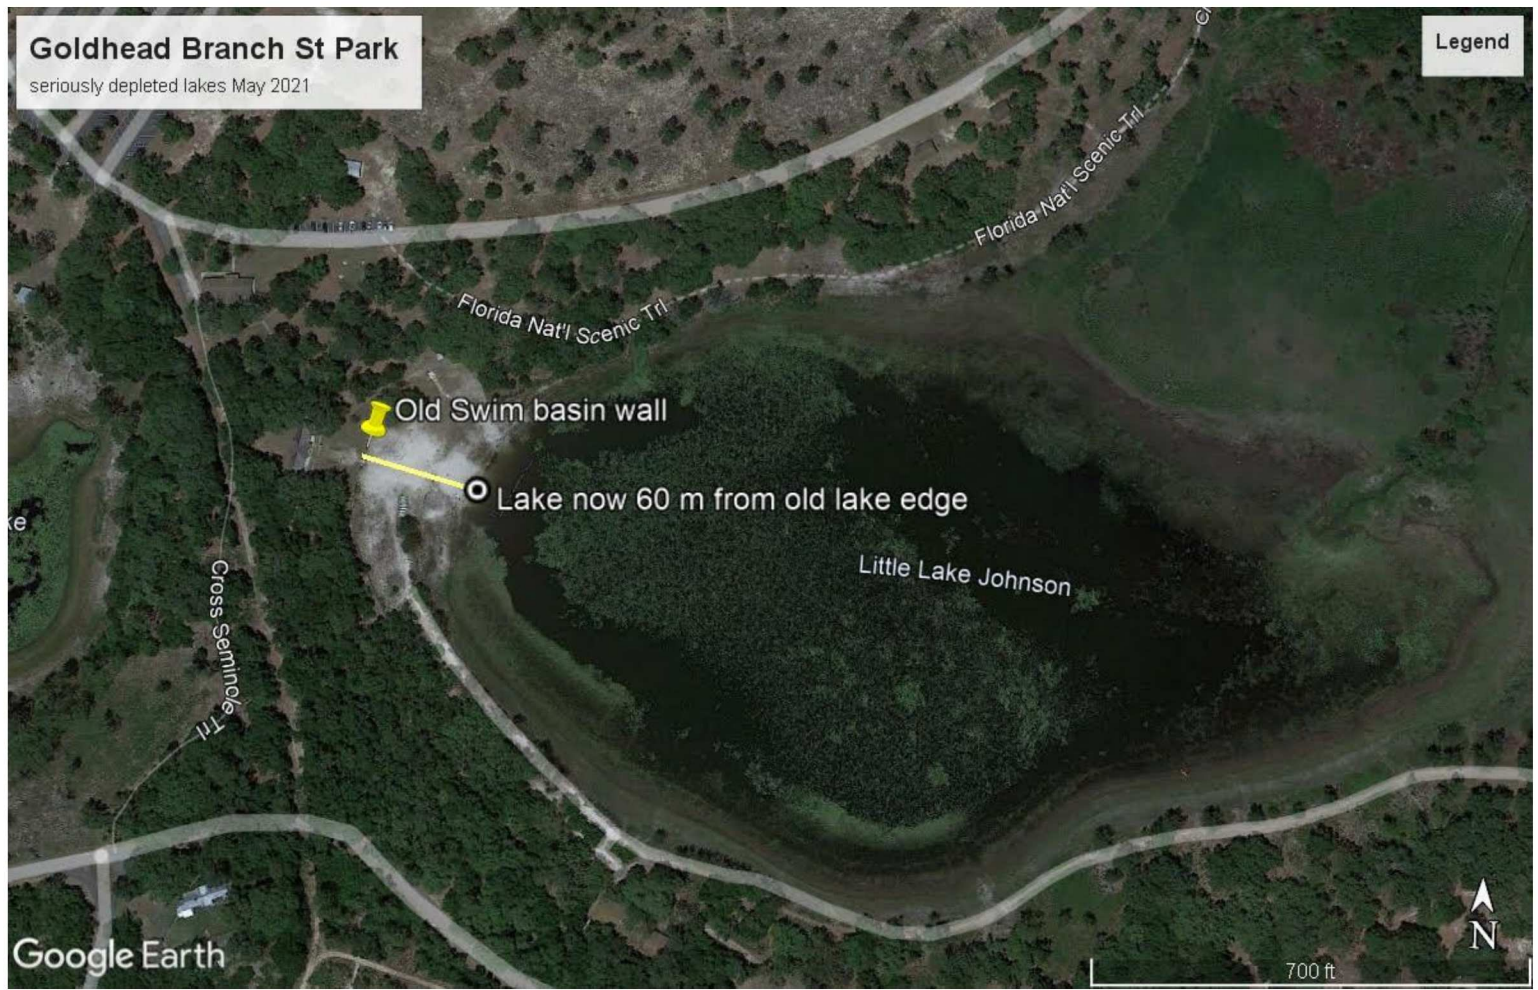 Goldhead Branch St Park
seriously depleted lakes May 2021
Legend
Florida Nat'l Scenic Trl
Florida Nat'l Scenic Trl
Old Swim basin wall
Lake now 60 m from old lake edge
Little Lake Johnson
Cross Seminole Trl
Google Earth
N
700 ft